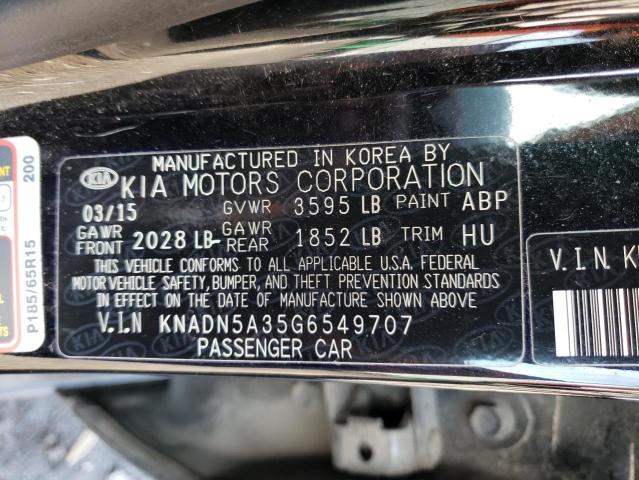 MANUFACTURED IN KOREA BY
KIA KIA MOTORS CORPORATION
03/15 GVWR 3595 LB PAINT ABP
GAWR FRONT 2028 LB GAWR REAR 1852 LB TRIM HU
THIS VEHICLE CONFORMS TO ALL APPLICABLE U.S.A. FEDERAL
MOTOR VEHICLE SAFETY, BUMPER, AND THEFT PREVENTION STANDARDS
IN EFFECT ON THE DATE OF MANUFACTURE SHOWN ABOVE
V.I.N KNADN5A35G6549707
PASSENGER CAR
V.I.N.
P185/65R15
200